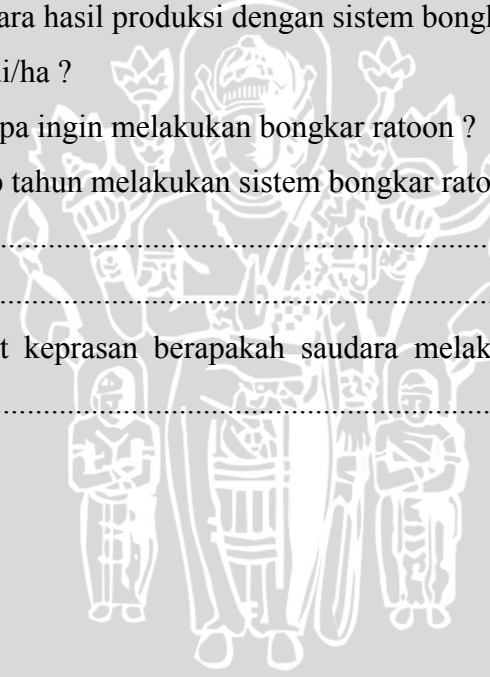 ara hasil produksi dengan sistem bongk
i/ha ?
pa ingin melakukan bongkar ratoon ?
tahun melakukan sistem bongkar rato
................................................................
................................................................
t keprasan berapakah saudara melak
................................................................